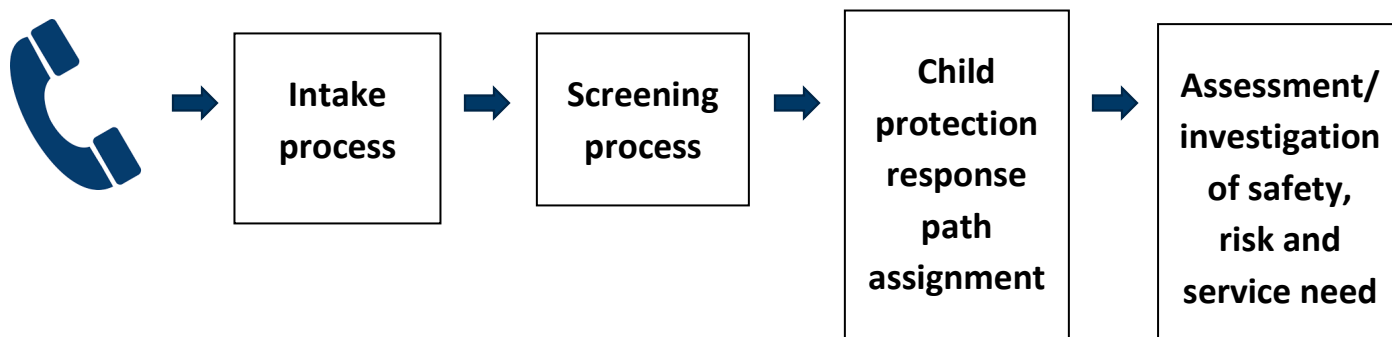 Intake
process
Screening
process
Child
protection
response
path
assignment
Assessment/
investigation
of safety,
risk and
service need